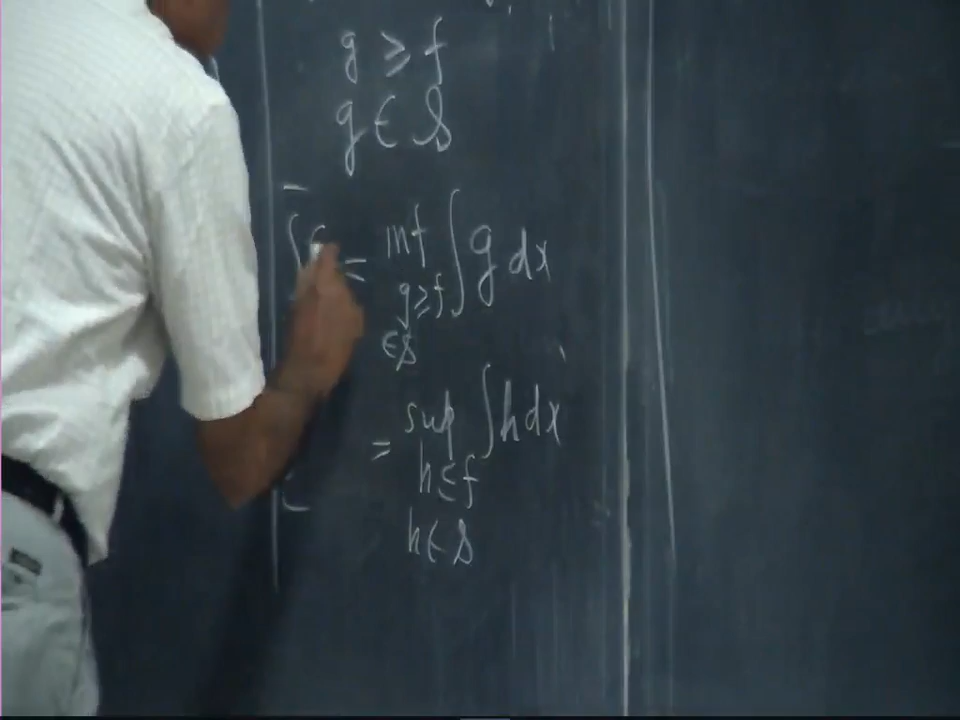 g ≥ f
g ∈ S
∫ = inf ∫ g dx
g ≥ f
∈ S
= sup ∫ h dx
h ≤ f
h ∈ S